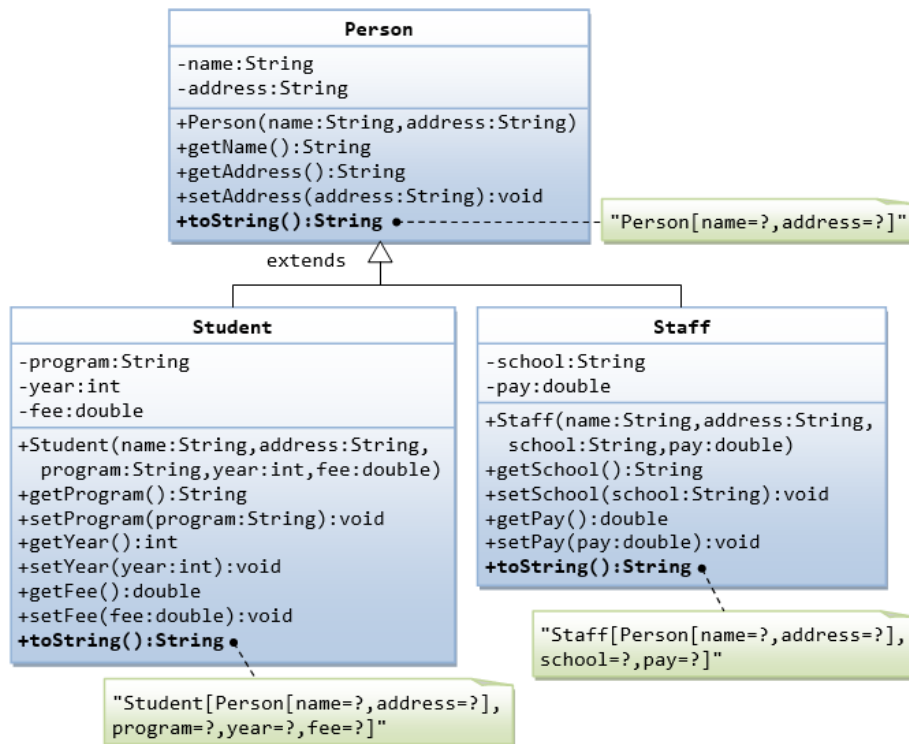 Person
-name:String
-address:String
+Person(name:String,address:String)
+getName():String
+getAddress():String
+setAddress(address:String):void
+toString():String
"Person[name=?,address=?]"
extends
Student
-program:String
-year:int
-fee:double
+Student(name:String,address:String,
program:String,year:int,fee:double)
+getProgram():String
+setProgram(program:String):void
+getYear():int
+setYear(year:int):void
+getFee():double
+setFee(fee:double):void
+toString():String
"Student[Person[name=?,address=?],
program=?,year=?,fee=?]"
Staff
-school:String
-pay:double
+Staff(name:String,address:String,
school:String,pay:double)
+getSchool():String
+setSchool(school:String):void
+getPay():double
+setPay(pay:double):void
+toString():String
"Staff[Person[name=?,address=?],
school=?,pay=?]"